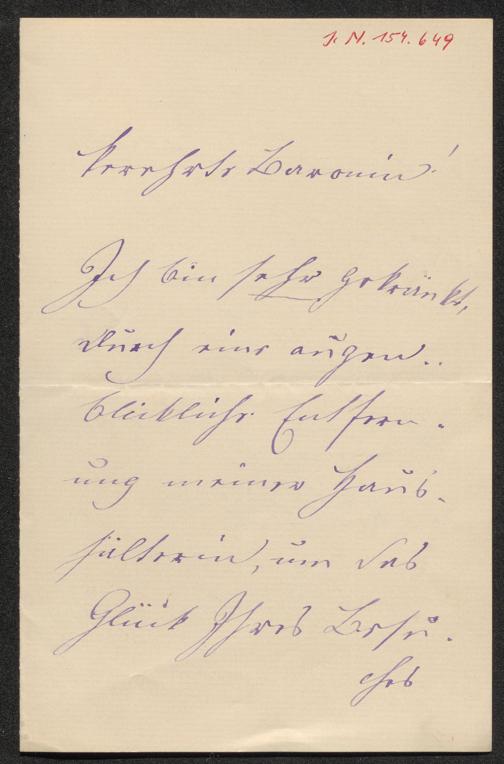 J. N. 154.649
Verehrte Baronin!
Ich bin sehr gekränkt,
durch eine augen..
blickliche Entfern-
ung meiner Haus-
hälterin, um das
Glück Ihres Besu-
ches